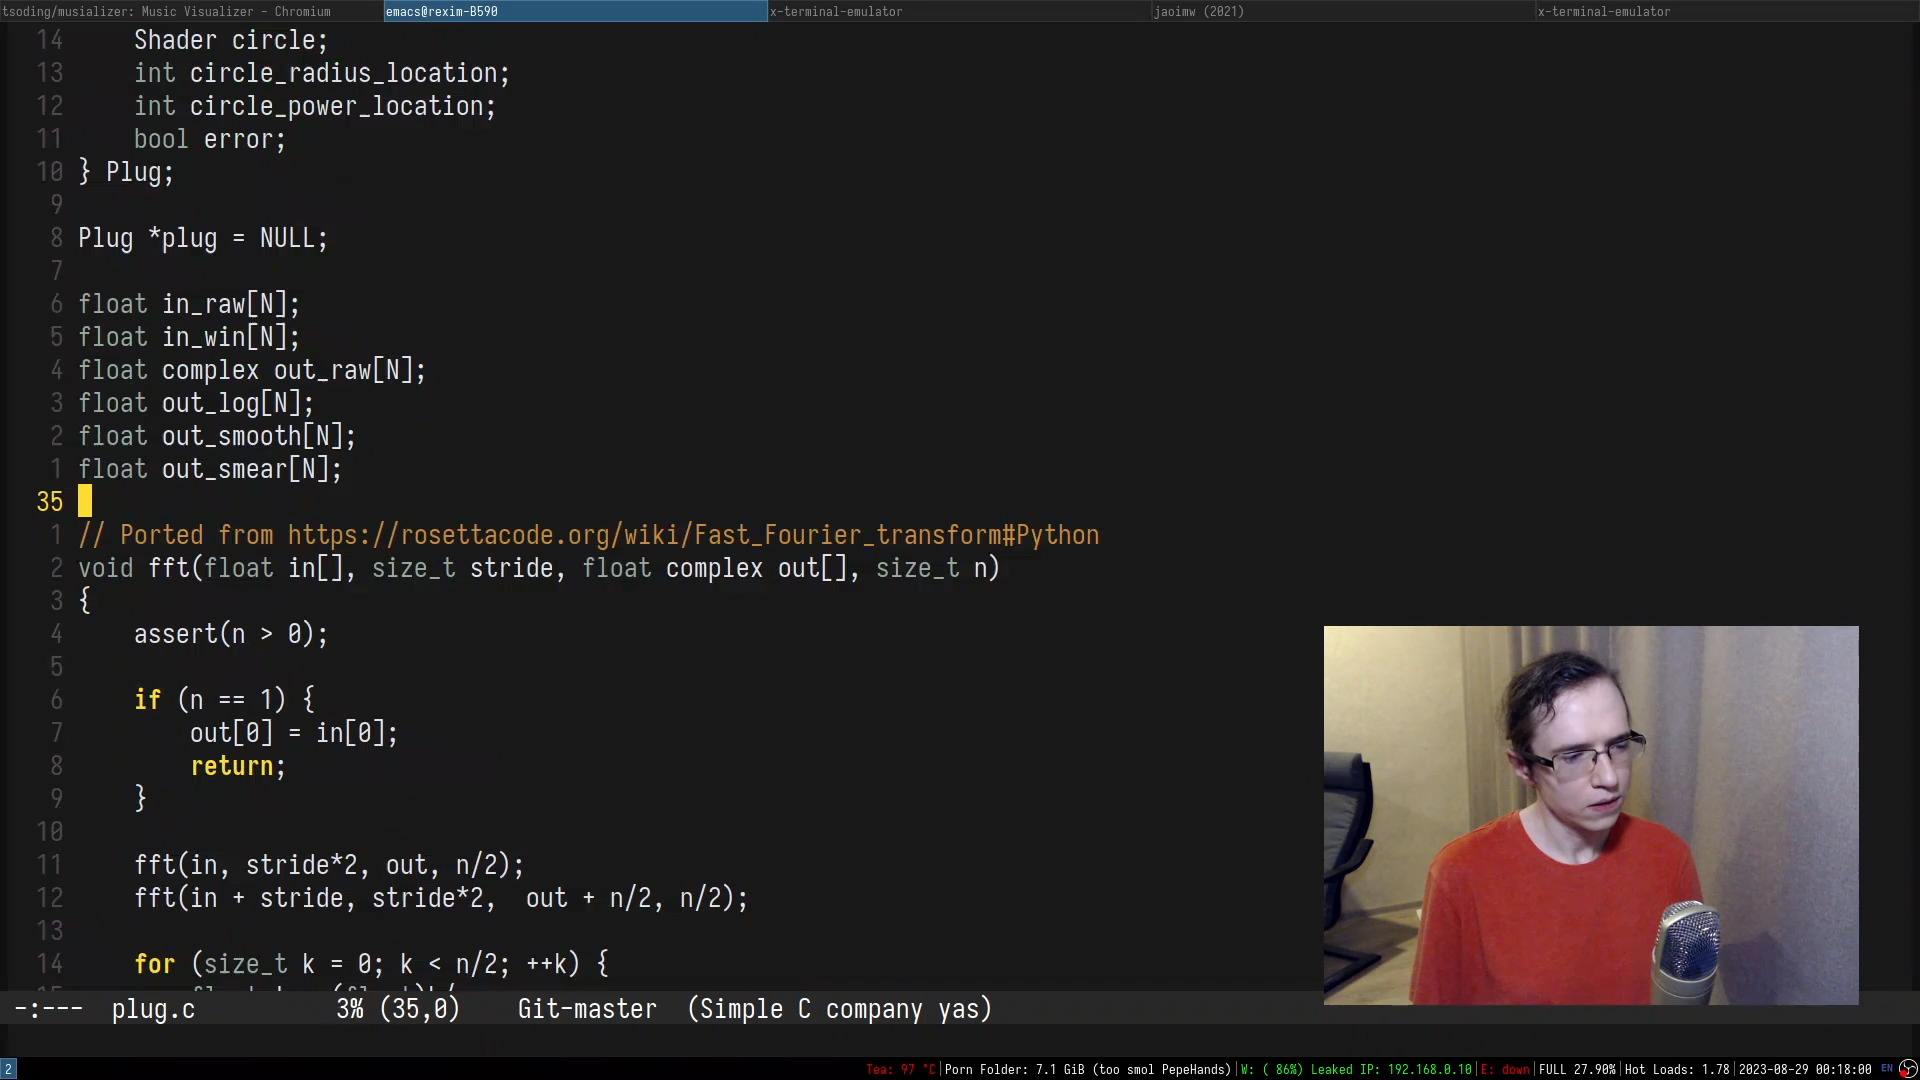 tsoding/musializer: Music Visualizer - Chromium
emacs@rexim-B590
x-terminal-emulator
jaoimw (2021)
x-terminal-emulator
14 Shader circle;
13 int circle_radius_location;
12 int circle_power_location;
11 bool error;
10 } Plug;
9
8 Plug *plug = NULL;
7
6 float in_raw[N];
5 float in_win[N];
4 float complex out_raw[N];
3 float out_log[N];
2 float out_smooth[N];
1 float out_smear[N];
35
1 // Ported from https://rosettacode.org/wiki/Fast_Fourier_transform#Python
2 void fft(float in[], size_t stride, float complex out[], size_t n)
3 {
4 assert(n > 0);
5
6 if (n == 1) {
7 out[0] = in[0];
8 return;
9 }
10
11 fft(in, stride*2, out, n/2);
12 fft(in + stride, stride*2,  out + n/2, n/2);
13
14 for (size_t k = 0; k < n/2; ++k) {
-:--- plug.c 3% (35,0) Git-master (Simple C company yas)
2
Tea: 97 °C|Porn Folder: 7.1 GiB (too smol PepeHands)|W: ( 86%) Leaked IP: 192.168.0.10|E: down|FULL 27.90%|Hot Loads: 1.78|2023-08-29 00:18:00 EN